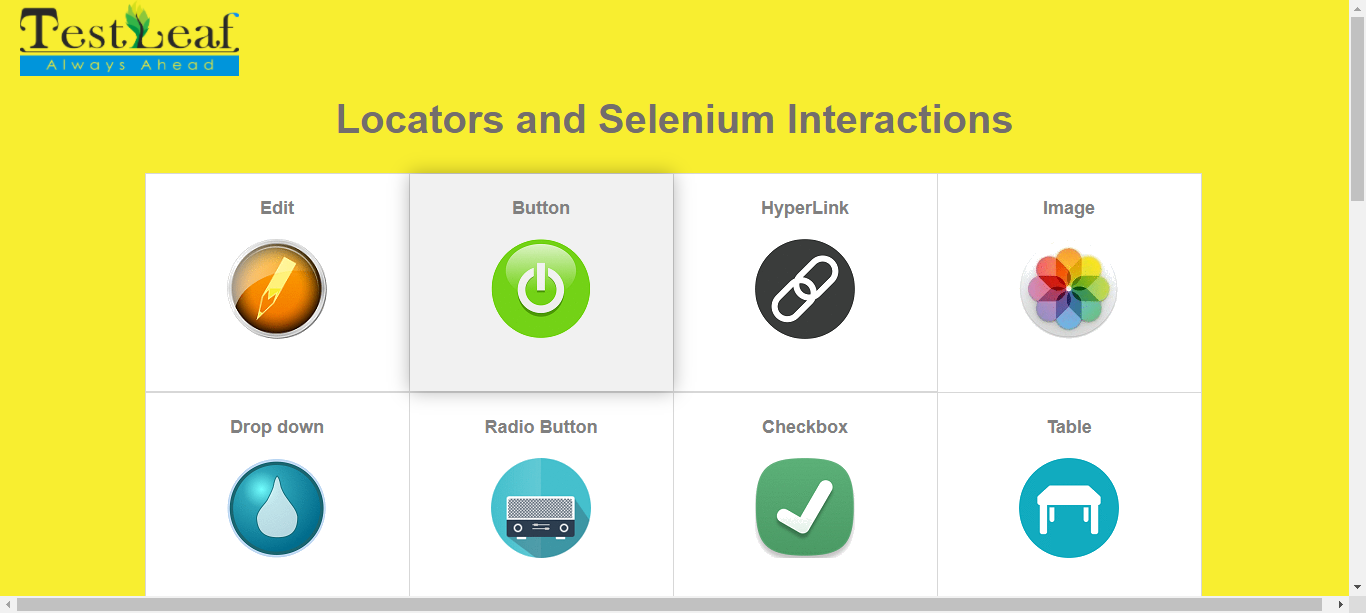 TestLeaf
Always Ahead
Locators and Selenium Interactions
Edit
Button
HyperLink
Image
Drop down
Radio Button
Checkbox
Table